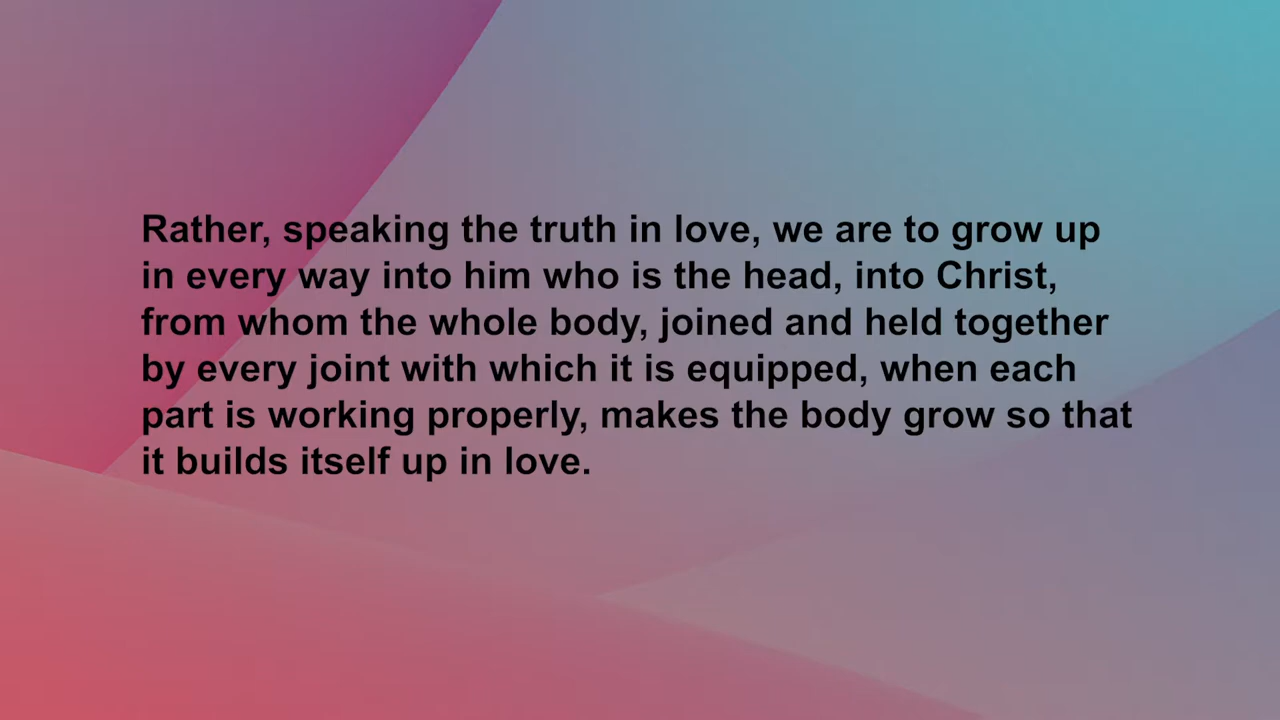 Rather, speaking the truth in love, we are to grow up
in every way into him who is the head, into Christ,
from whom the whole body, joined and held together
by every joint with which it is equipped, when each
part is working properly, makes the body grow so that
it builds itself up in love.